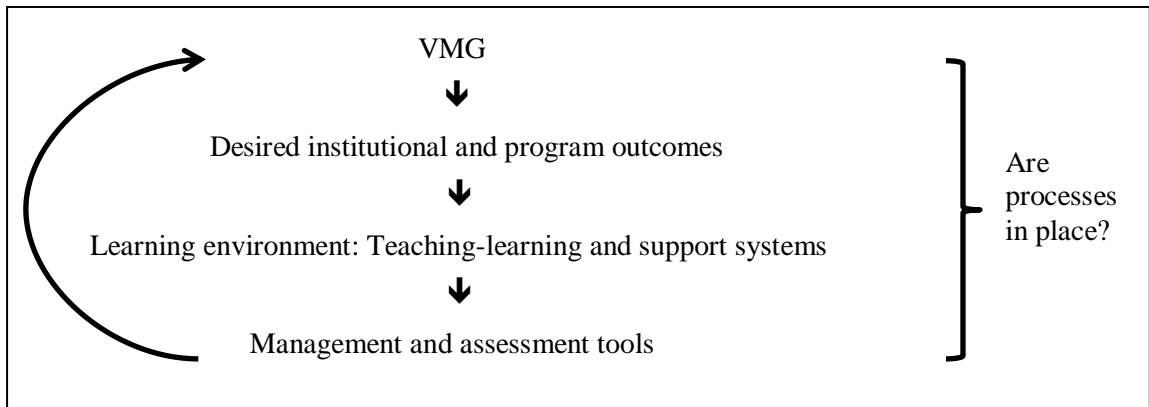 VMG
Desired institutional and program outcomes
Learning environment: Teaching-learning and support systems
Management and assessment tools
Are
processes
in place?